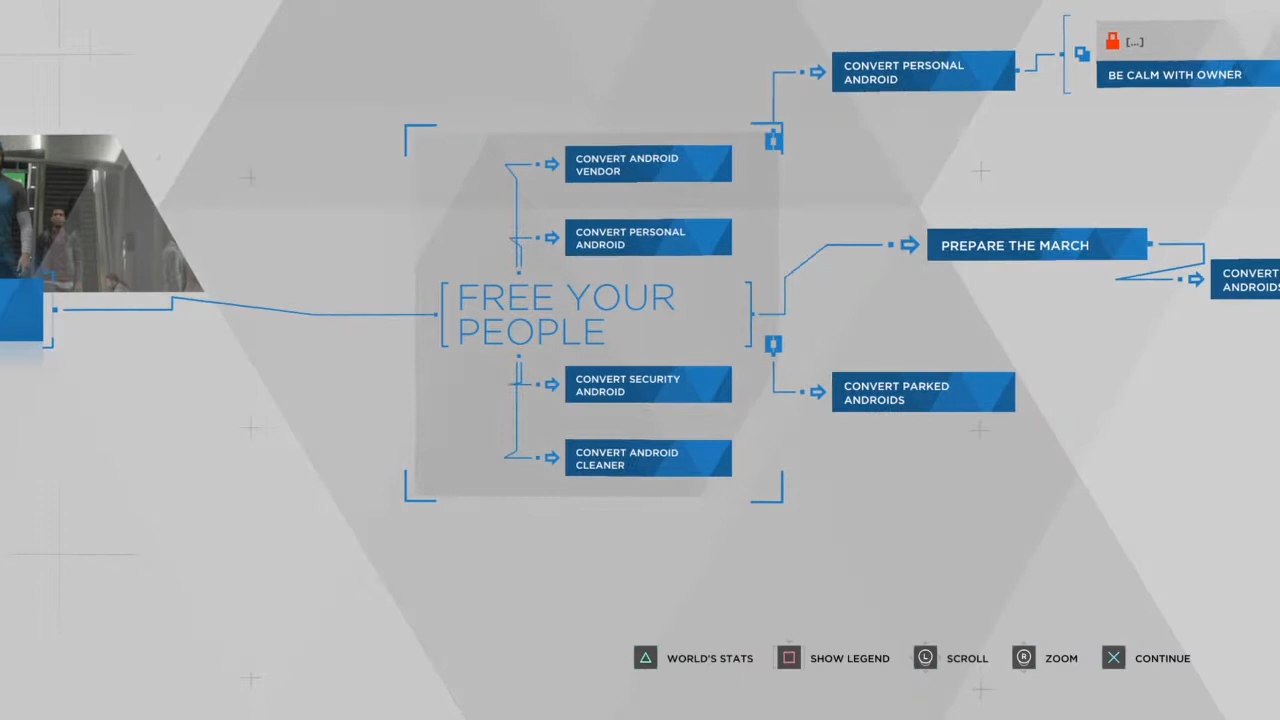 CONVERT PERSONAL
ANDROID
[...]
BE CALM WITH OWNER
CONVERT ANDROID
VENDOR
CONVERT PERSONAL
ANDROID
FREE YOUR
PEOPLE
PREPARE THE MARCH
CONVERT
ANDROIDS
CONVERT SECURITY
ANDROID
CONVERT PARKED
ANDROIDS
CONVERT ANDROID
CLEANER
WORLD'S STATS
SHOW LEGEND
L
SCROLL
R
ZOOM
CONTINUE